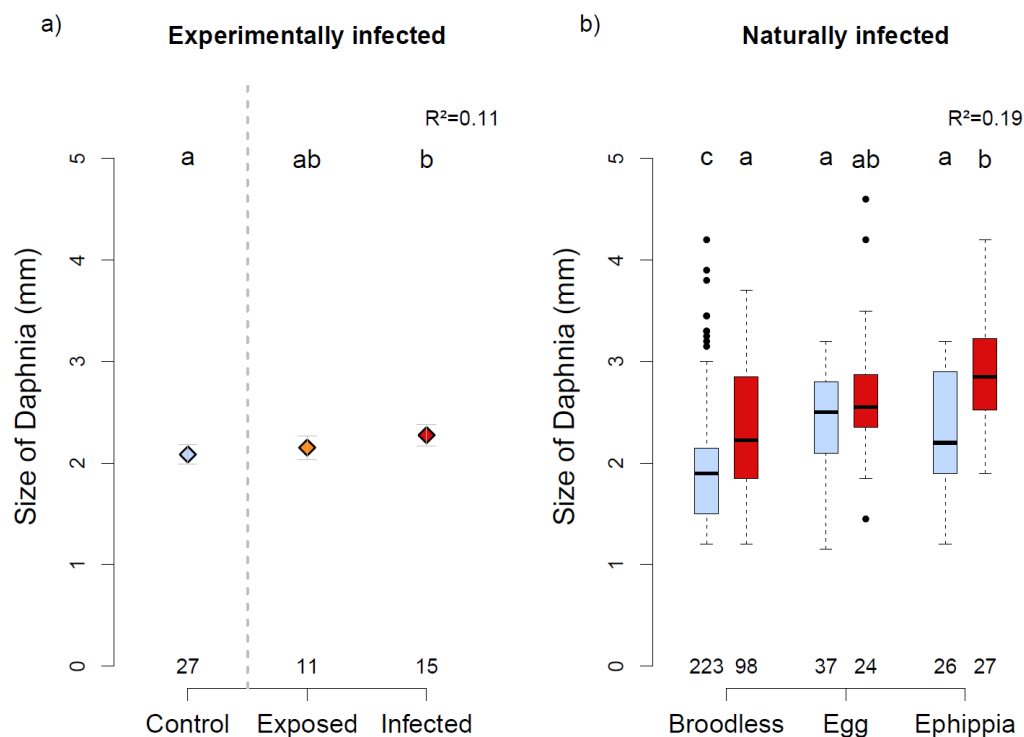 a)
Experimentally infected
R²=0.11
a
ab
b
5
4
3
2
1
0
Size of Daphnia (mm)
27
11
15
Control
Exposed
Infected
b)
Naturally infected
R²=0.19
c
a
a
ab
a
b
5
4
3
2
1
0
Size of Daphnia (mm)
223
98
37
24
26
27
Broodless
Egg
Ephippia